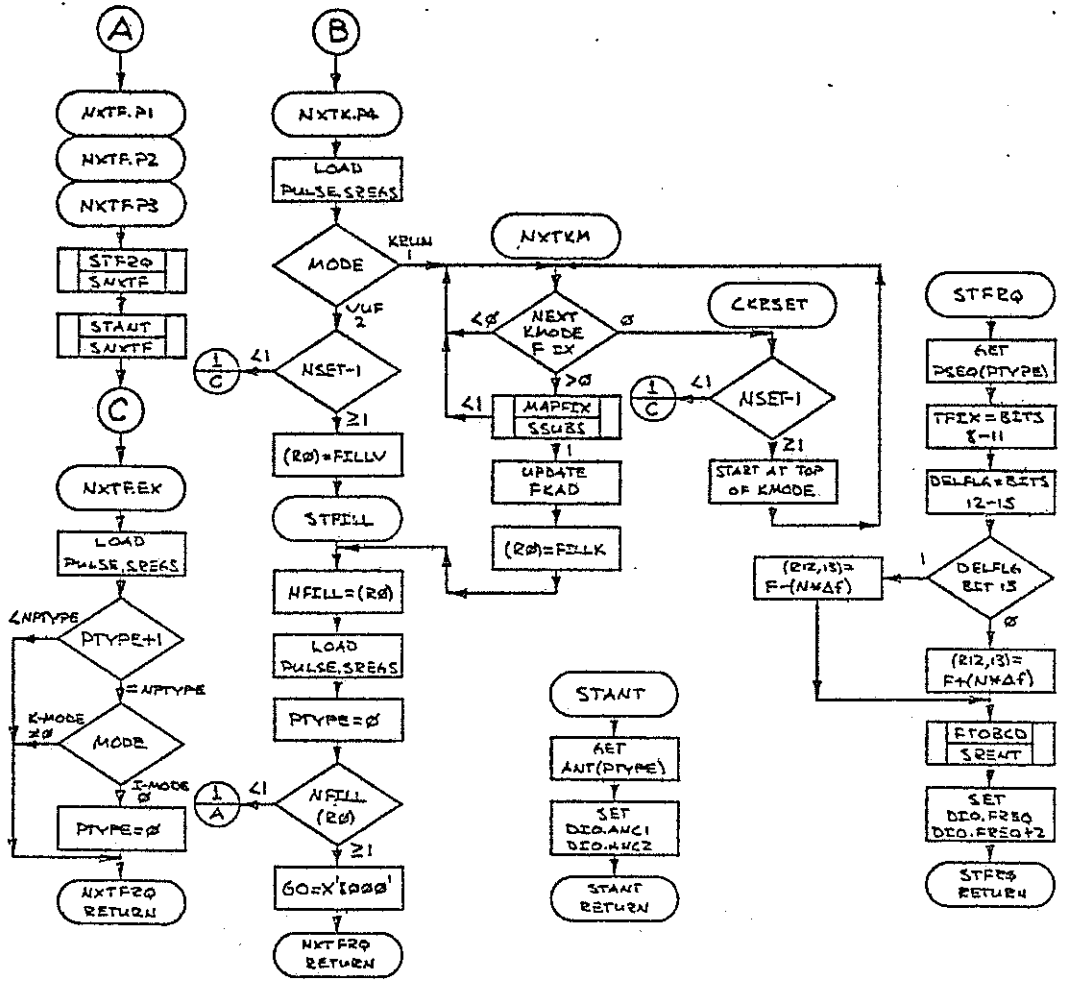 A
NXTF.P1
NXTF.P2
NXTF.P3
STFRQ
SNXTF
STANT
SNXTF
C
NXTF.EX
LOAD
PULSE,SREGS
<NPTYPE
PTYPE+1
=NPTYPE
K-MODE
≠Ø
MODE
I-MODE
Ø
PTYPE=Ø
NXTFRQ
RETURN
B
NXTK.P4
LOAD
PULSE,SREGS
KRUN
1
MODE
VUF
2
1
C
<1
NSET-1
≥1
(RØ)=FILLV
STFILL
NFILL=(RØ)
LOAD
PULSE,SREGS
PTYPE=Ø
1
A
<1
NFILL
(RØ)
≥1
GO=X'8000'
NXTFRQ
RETURN
NXTKM
<Ø
NEXT
KMODE
FIX
Ø
>Ø
<1
MAPFIX
SSUBS
1
UPDATE
FKAD
(RØ)=FILLK
CKRSET
1
C
<1
NSET-1
≥1
START AT TOP
OF KMODE
STANT
GET
ANT(PTYPE)
SET
DIO.ANC1
DIO.ANC2
STANT
RETURN
STFRQ
GET
PSEQ(PTYPE)
TFIX=BITS
8-11
DELFLG=BITS
12-15
1
DELFLG
BIT 15
Ø
(R12,13)=
F-(N*Δf)
(R12,13)=
F+(N*Δf)
FTOBCD
SRENT
SET
DIO.FREQ
DIO.FREQ+2
STFRQ
RETURN